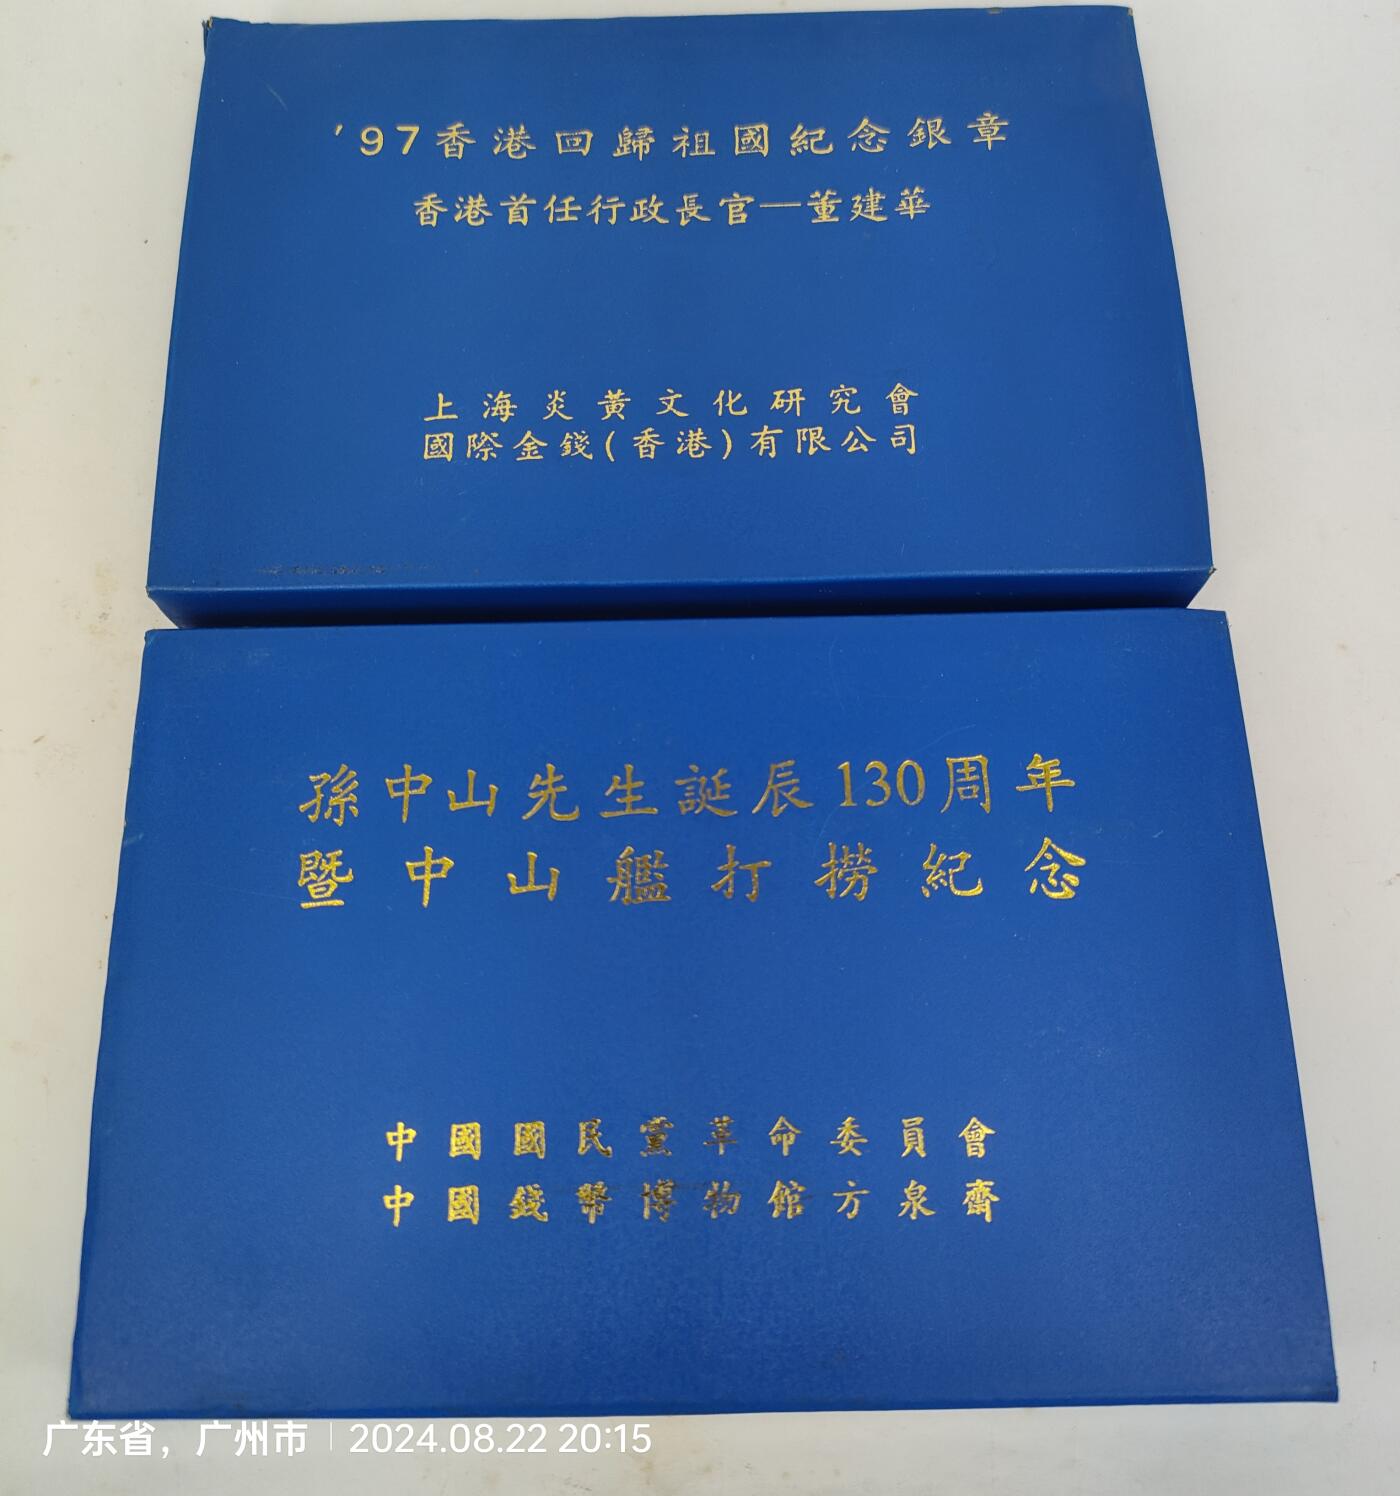 '97香港回歸祖國紀念銀章
香港首任行政長官—董建華
上海炎黃文化研究會
國際金錢(香港)有限公司
孫中山先生誕辰130周年
暨中山艦打撈紀念
中國國民黨革命委員會
中國錢幣博物館方泉齋
广东省，广州市 | 2024.08.22 20:15